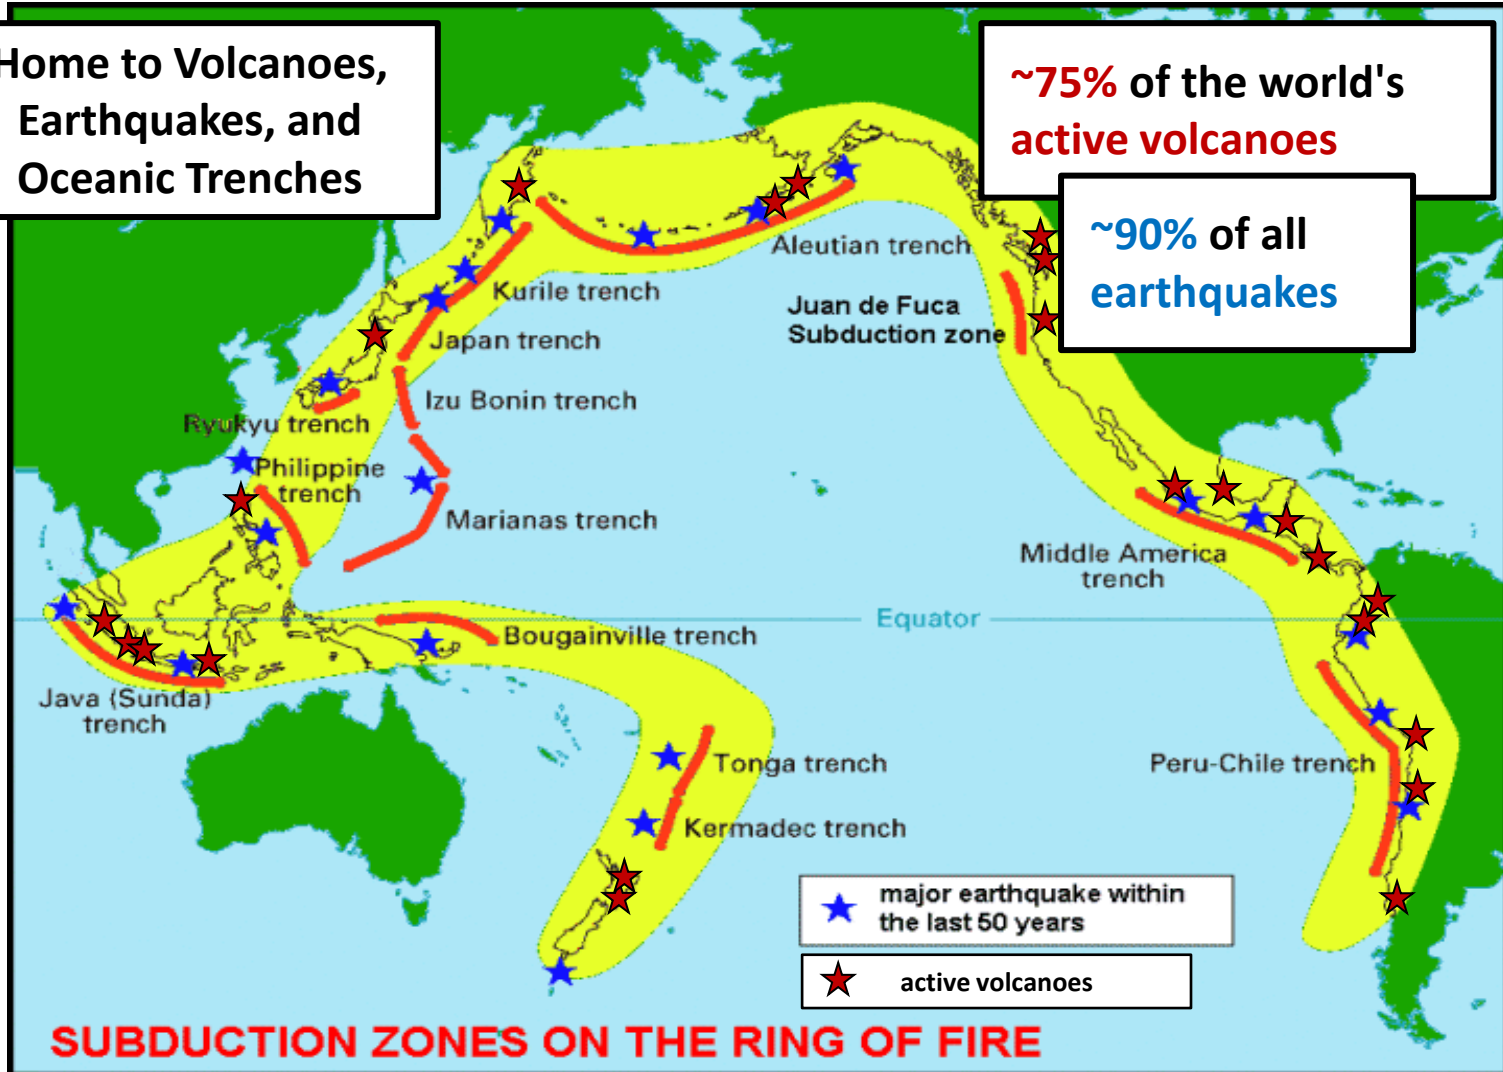 Home to Volcanoes,
Earthquakes, and
Oceanic Trenches
~75% of the world's
active volcanoes
~90% of all
earthquakes
Aleutian trench
Kurile trench
Juan de Fuca
Subduction zone
Japan trench
Izu Bonin trench
Ryukyu trench
Philippine
trench
Marianas trench
Middle America
trench
Equator
Bougainville trench
Java (Sunda)
trench
Tonga trench
Peru-Chile trench
Kermadec trench
major earthquake within
the last 50 years
active volcanoes
SUBDUCTION ZONES ON THE RING OF FIRE